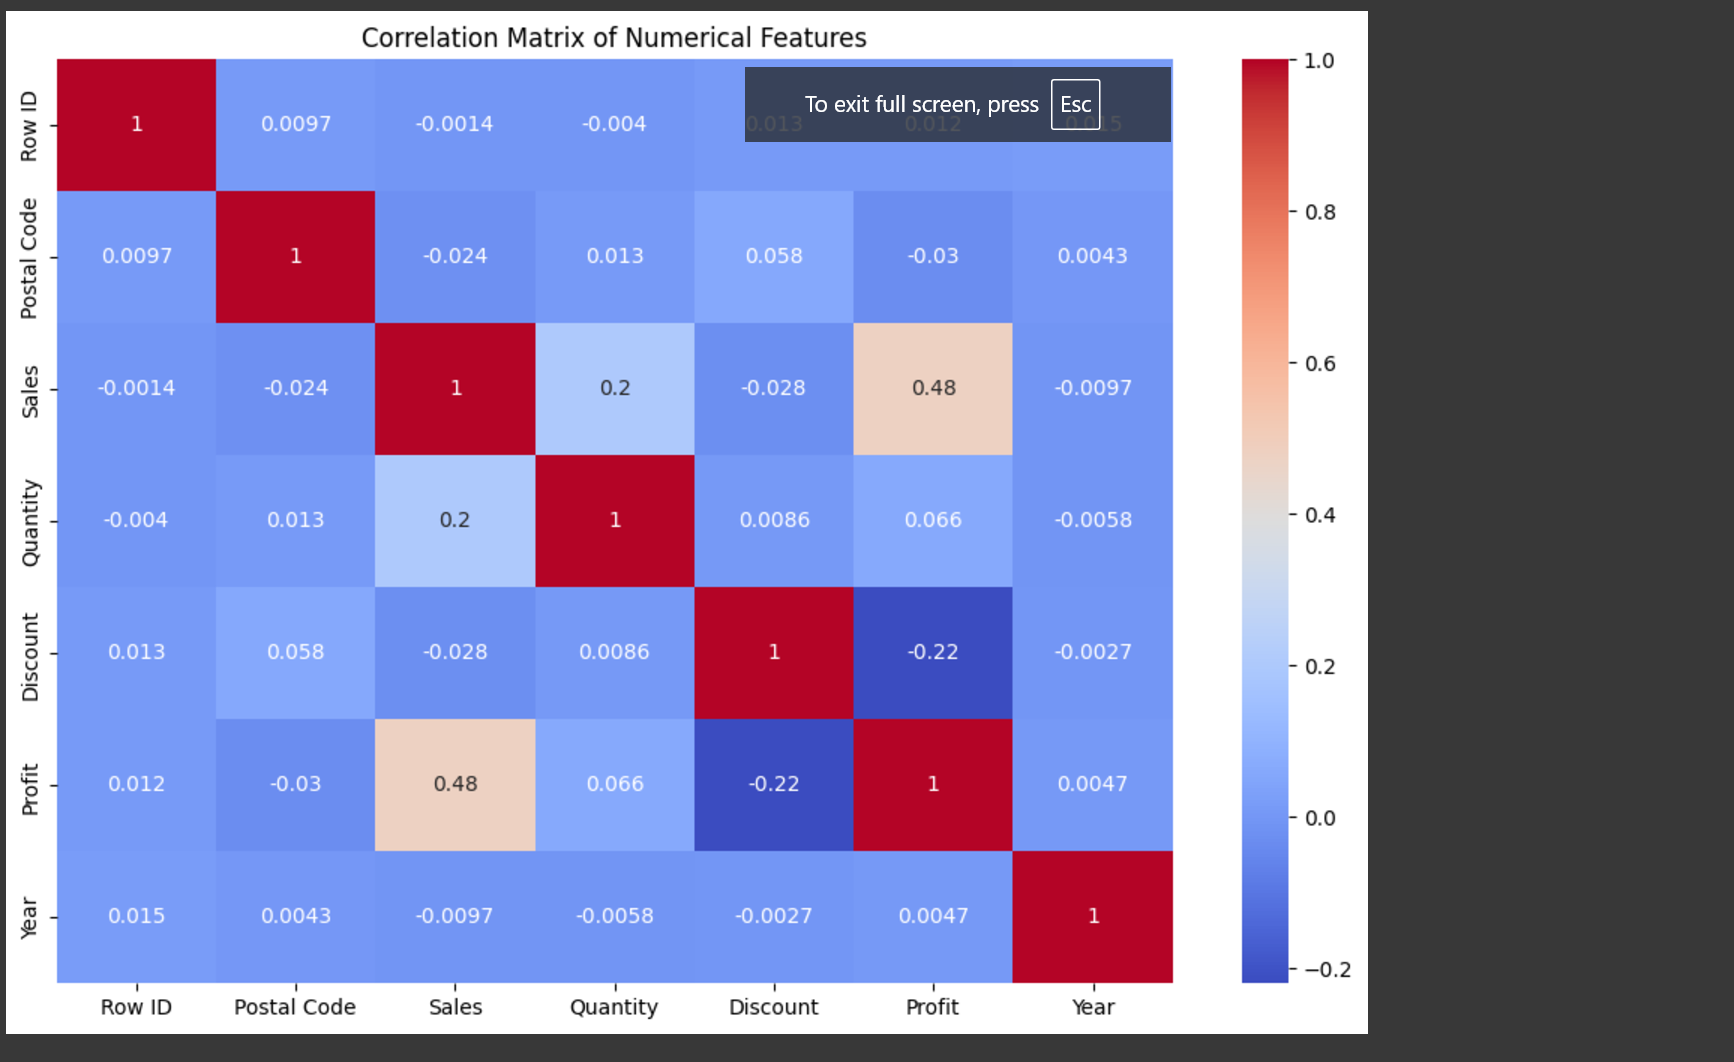 Correlation Matrix of Numerical Features
To exit full screen, press Esc
Row ID 1 0.0097 -0.0014 -0.004 0.013 0.012 0.015
Postal Code 0.0097 1 -0.024 0.013 0.058 -0.03 0.0043
Sales -0.0014 -0.024 1 0.2 -0.028 0.48 -0.0097
Quantity -0.004 0.013 0.2 1 0.0086 0.066 -0.0058
Discount 0.013 0.058 -0.028 0.0086 1 -0.22 -0.0027
Profit 0.012 -0.03 0.48 0.066 -0.22 1 0.0047
Year 0.015 0.0043 -0.0097 -0.0058 -0.0027 0.0047 1
Row ID Postal Code Sales Quantity Discount Profit Year
1.0
0.8
0.6
0.4
0.2
0.0
−0.2